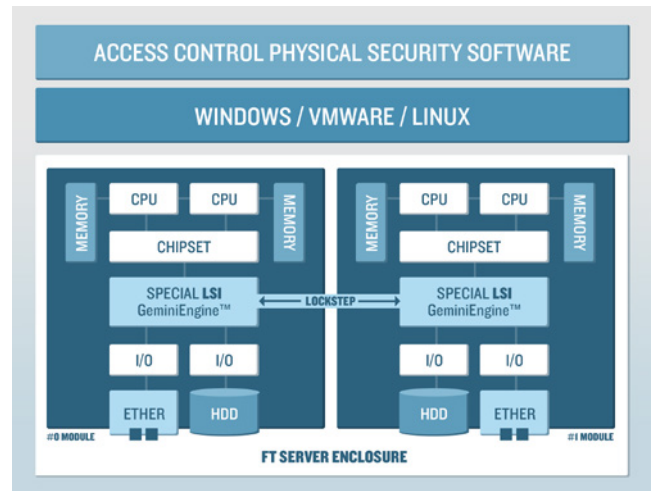 ACCESS CONTROL PHYSICAL SECURITY SOFTWARE
WINDOWS / VMWARE / LINUX
MEMORY
CPU
CPU
MEMORY
CHIPSET
SPECIAL LSI
GeminiEngine™
I/O
I/O
ETHER
HDD
#0 MODULE
LOCKSTEP
MEMORY
CPU
CPU
MEMORY
CHIPSET
SPECIAL LSI
GeminiEngine™
I/O
I/O
HDD
ETHER
#1 MODULE
FT SERVER ENCLOSURE